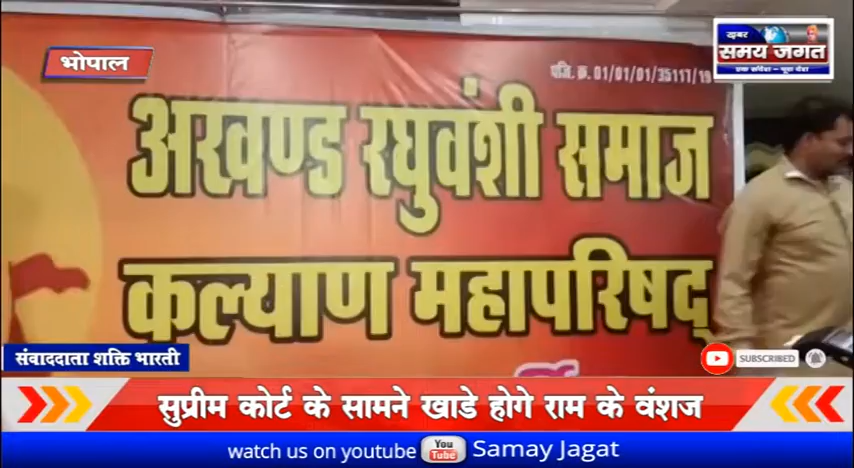 खबर
समय जगत
एक संदेश - पूरा देश
भोपाल
पंजि. क्र. 01/01/01/35117/19
अखण्ड रघुवंशी समाज
कल्याण महापरिषद्
संवाददाता शक्ति भारती
SUBSCRIBED
सुप्रीम कोर्ट के सामने खाडे होगे राम के वंशज
watch us on youtube You Tube Samay Jagat